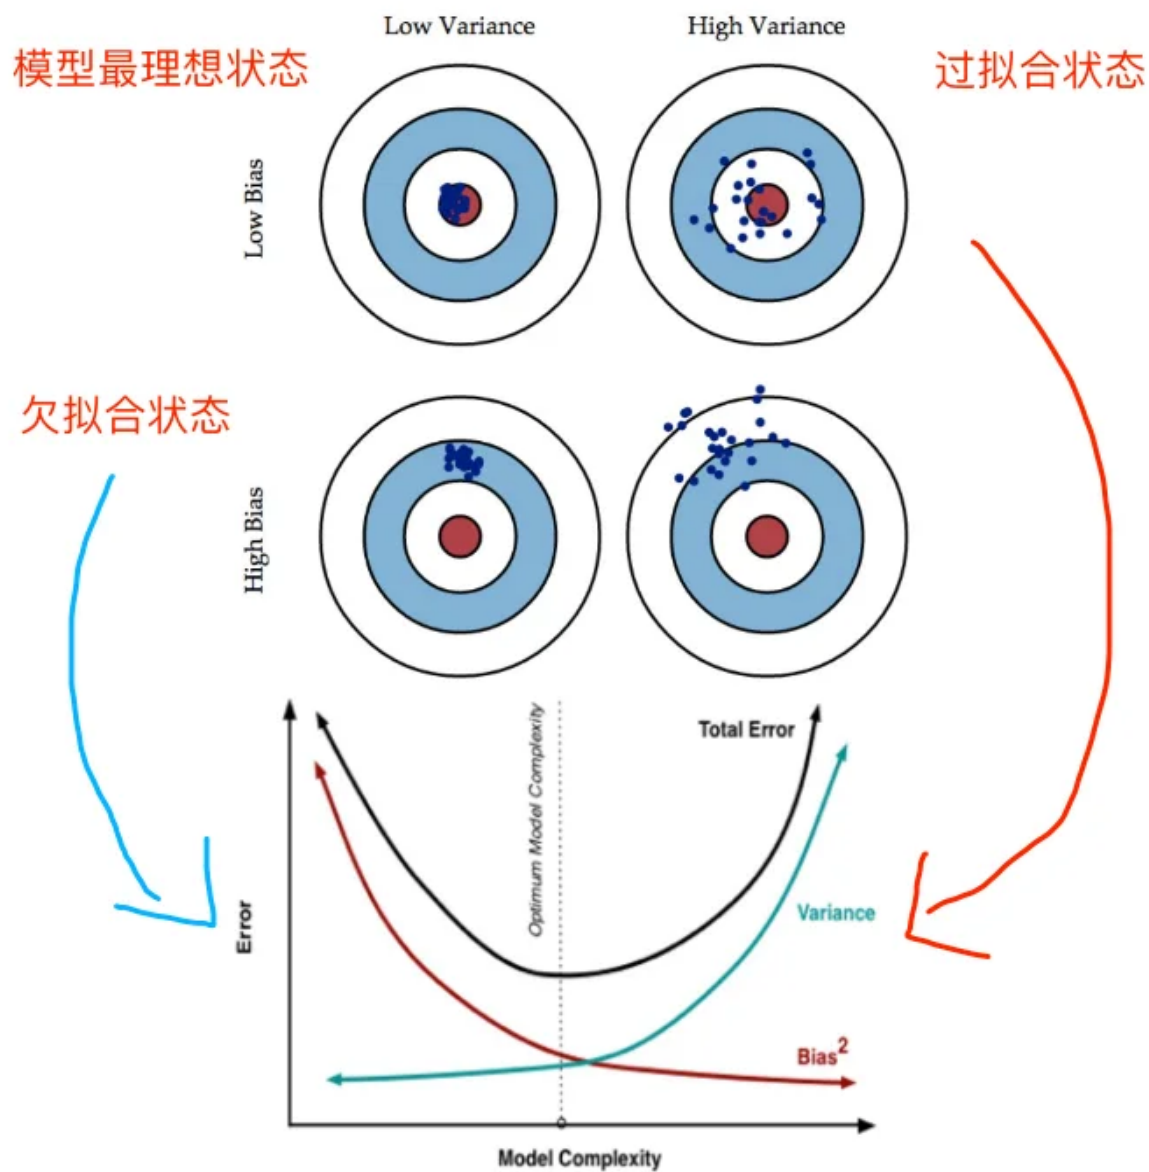 Low Variance
High Variance
模型最理想状态
过拟合状态
Low Bias
欠拟合状态
High Bias
Optimum Model Complexity
Total Error
Error
Variance
Bias²
Model Complexity